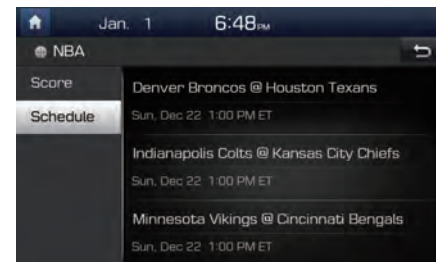 Jan. 1 6:48 PM
NBA
Score
Schedule
Denver Broncos @ Houston Texans
Sun, Dec 22 1:00 PM ET
Indianapolis Colts @ Kansas City Chiefs
Sun, Dec 22 1:00 PM ET
Minnesota Vikings @ Cincinnati Bengals
Sun, Dec 22 1:00 PM ET